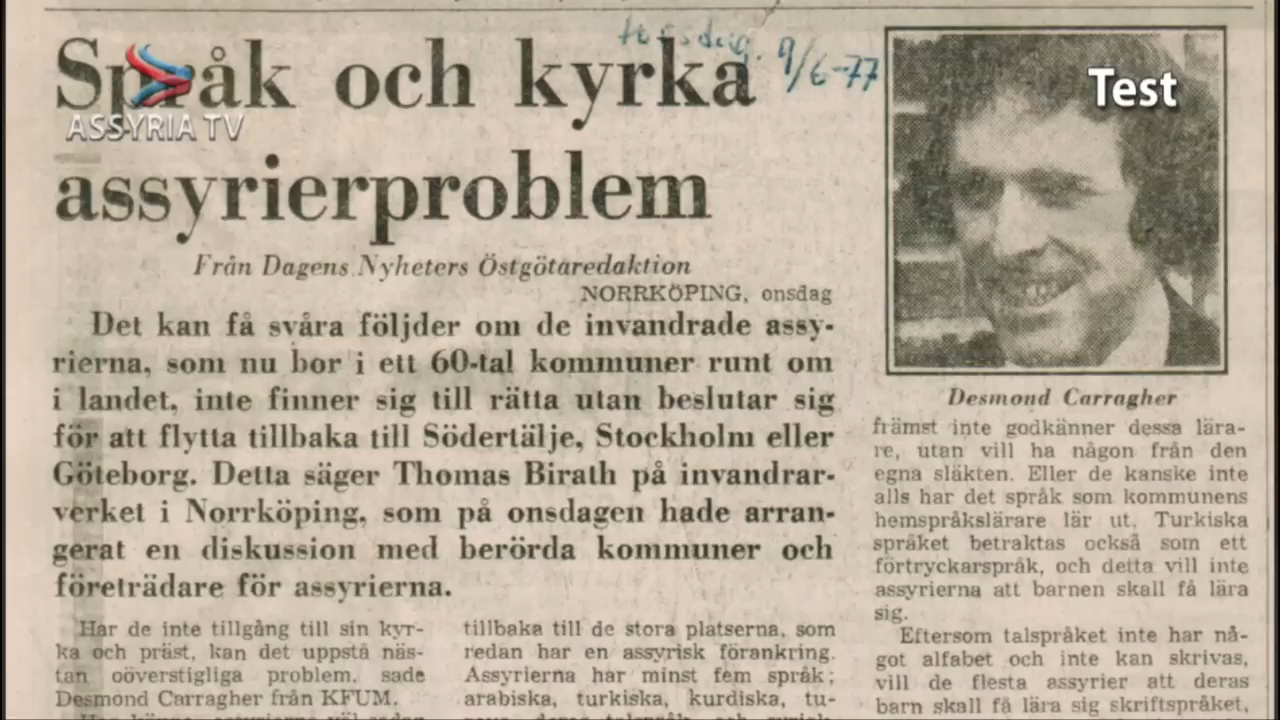 torsdag 9/6-77
Test
Språk och kyrka
ASSYRIA TV
assyrierproblem
Från Dagens Nyheters Östgötaredaktion
NORRKÖPING, onsdag
Det kan få svåra följder om de invandrade assy-
rierna, som nu bor i ett 60-tal kommuner runt om
i landet, inte finner sig till rätta utan beslutar sig
för att flytta tillbaka till Södertälje, Stockholm eller
Göteborg. Detta säger Thomas Birath på invandrar-
verket i Norrköping, som på onsdagen hade arran-
gerat en diskussion med berörda kommuner och
företrädare för assyrierna.
Har de inte tillgång till sin kyr-
ka och präst, kan det uppstå näs-
tan oöverstigliga problem, sade
Desmond Carragher från KFUM.
tillbaka till de stora platserna, som
redan har en assyrisk förankring.
Assyrierna har minst fem språk:
arabiska, turkiska, kurdiska, tu-
Desmond Carragher
främst inte godkänner dessa lära-
re, utan vill ha någon från den
egna släkten. Eller de kanske inte
alls har det språk som kommunens
hemspråkslärare lär ut. Turkiska
språket betraktas också som ett
förtryckarspråk, och detta vill inte
assyrierna att barnen skall få lära
sig.
Eftersom talspråket inte har nå-
got alfabet och inte kan skrivas,
vill de flesta assyrier att deras
barn skall få lära sig skriftspråket,